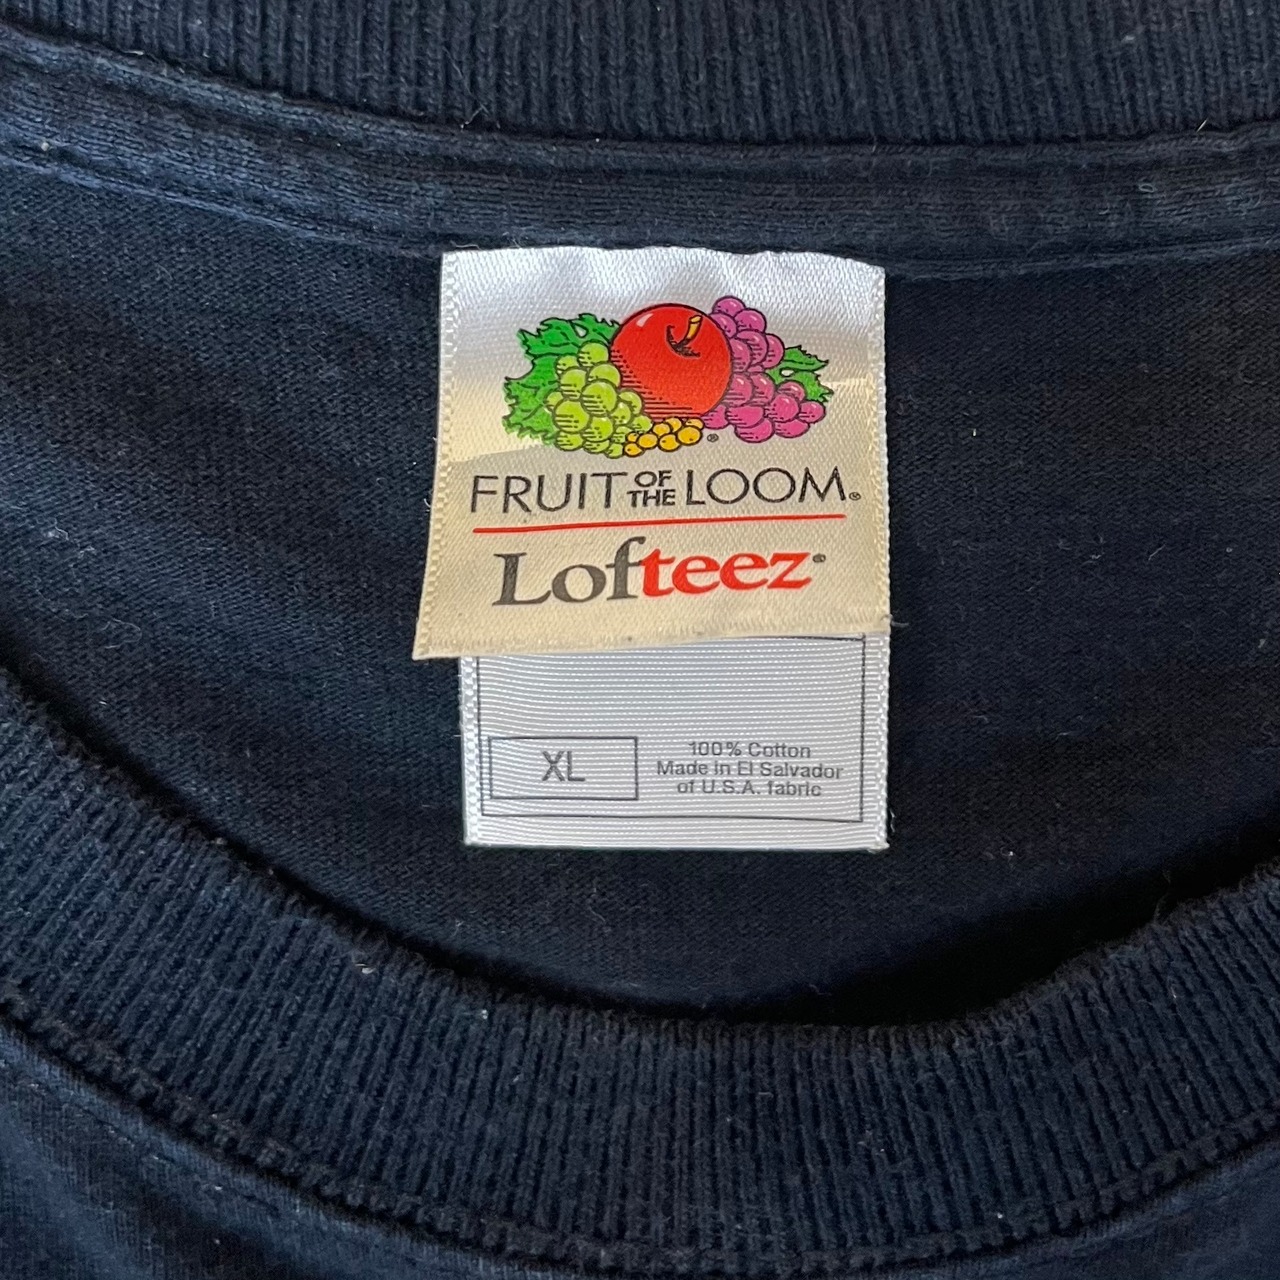 FRUIT OF THE LOOM®
Lofteez®
XL
100% Cotton
Made in El Salvador
of U.S.A. fabric